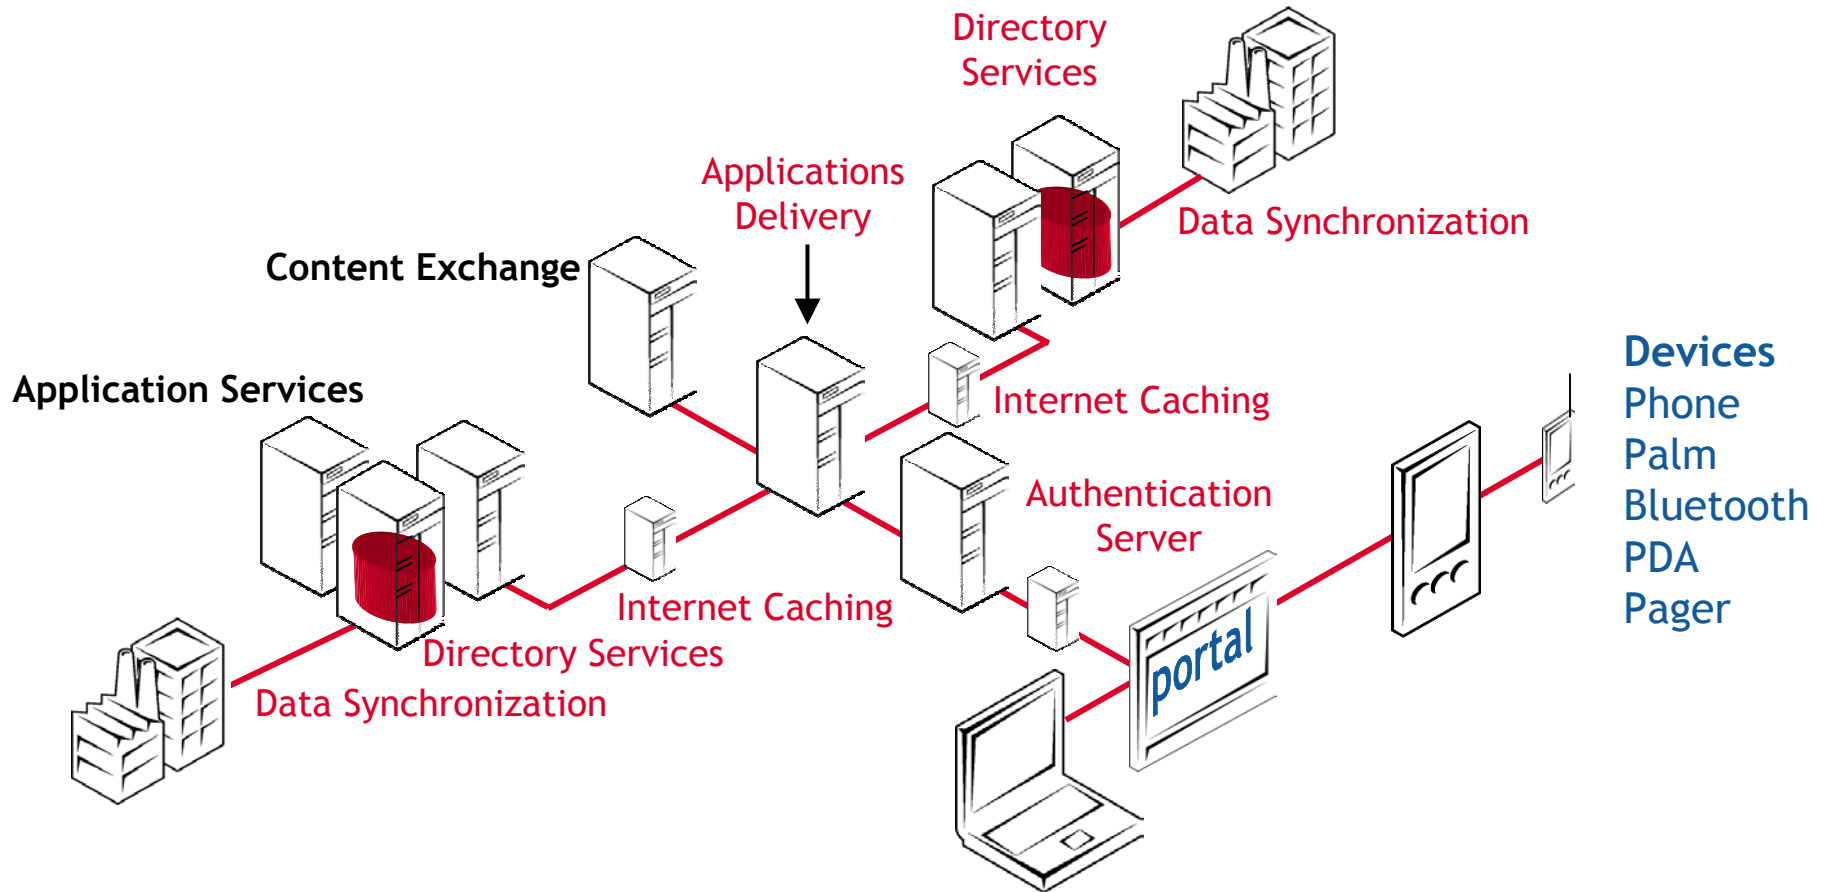 Directory
Services
Applications
Delivery
Data Synchronization
Content Exchange
Application Services
Internet Caching
Devices
Phone
Palm
Bluetooth
PDA
Pager
Authentication
Server
Internet Caching
Directory Services
Data Synchronization
portal